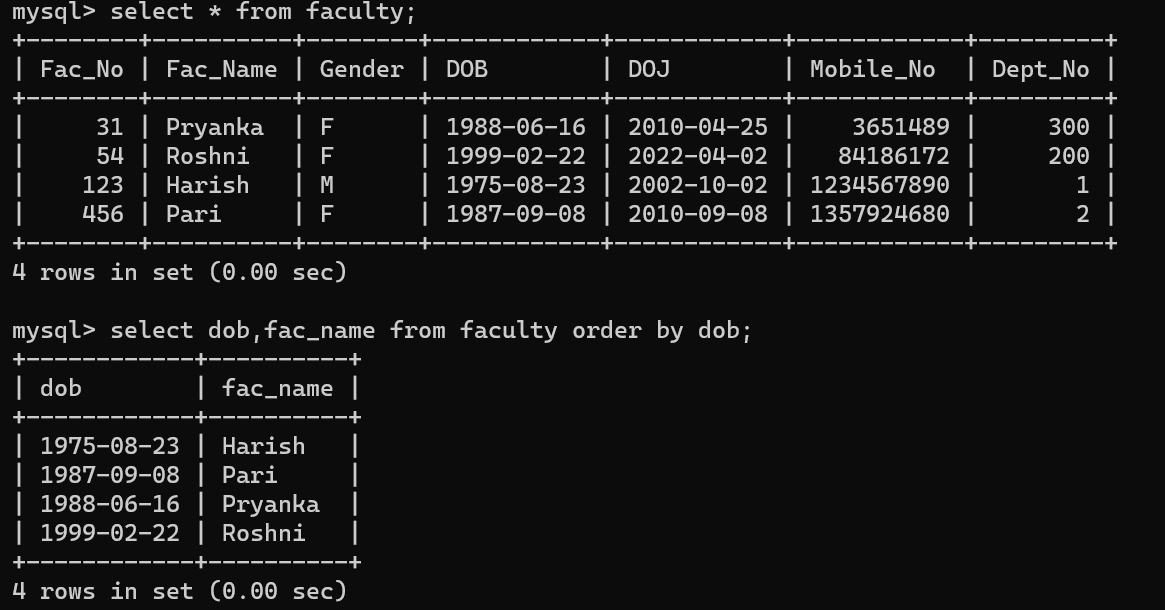 mysql> select * from faculty;
+--------+----------+--------+------------+------------+------------+---------+
| Fac_No | Fac_Name | Gender | DOB        | DOJ        | Mobile_No  | Dept_No |
+--------+----------+--------+------------+------------+------------+---------+
|     31 | Pryanka  | F      | 1988-06-16 | 2010-04-25 |    3651489 |     300 |
|     54 | Roshni   | F      | 1999-02-22 | 2022-04-02 |   84186172 |     200 |
|    123 | Harish   | M      | 1975-08-23 | 2002-10-02 | 1234567890 |       1 |
|    456 | Pari     | F      | 1987-09-08 | 2010-09-08 | 1357924680 |       2 |
+--------+----------+--------+------------+------------+------------+---------+
4 rows in set (0.00 sec)

mysql> select dob,fac_name from faculty order by dob;
+------------+----------+
| dob        | fac_name |
+------------+----------+
| 1975-08-23 | Harish   |
| 1987-09-08 | Pari     |
| 1988-06-16 | Pryanka  |
| 1999-02-22 | Roshni   |
+------------+----------+
4 rows in set (0.00 sec)